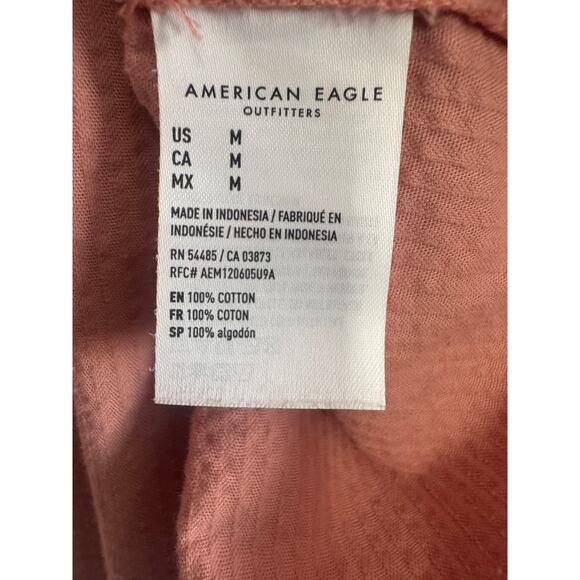 AMERICAN EAGLE
OUTFITTERS
US M
CA M
MX M
MADE IN INDONESIA / FABRIQUÉ EN
INDONÉSIE / HECHO EN INDONESIA
RN 54485 / CA 03873
RFC# AEM120605U9A
EN 100% COTTON
FR 100% COTON
SP 100% algodón